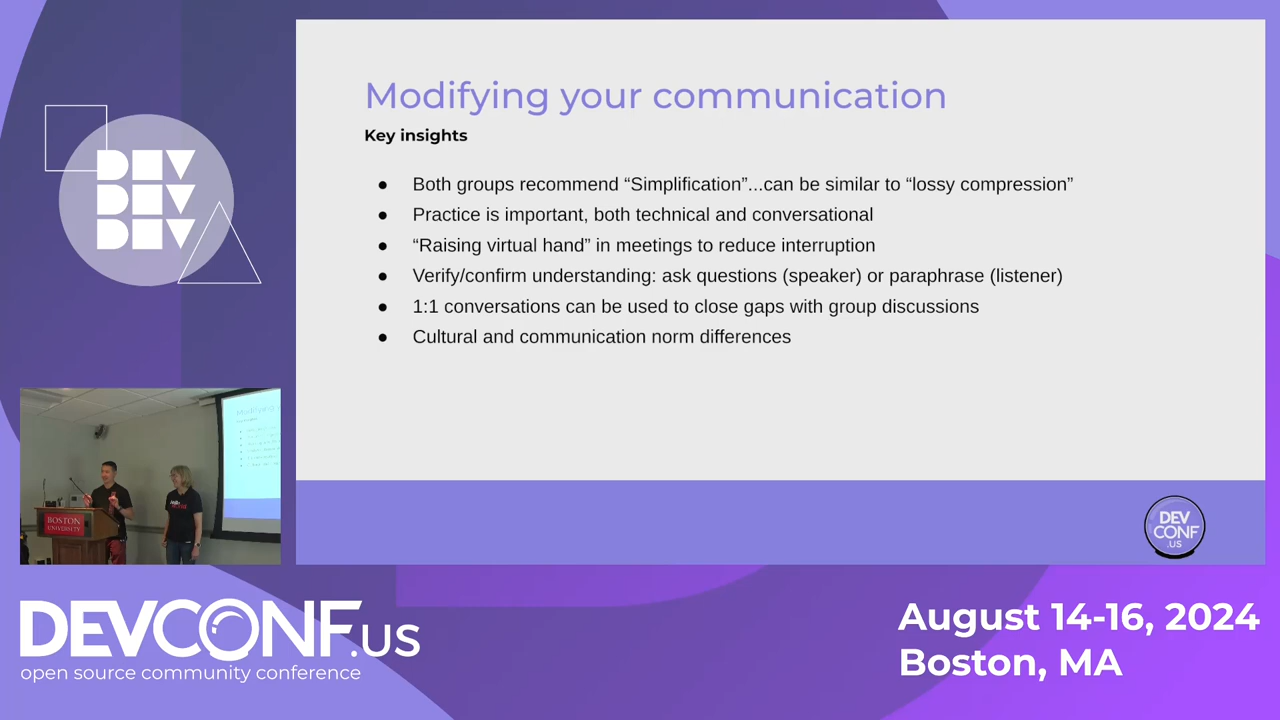 DEV
DEV
DEV
Modifying your communication
Key insights
● Both groups recommend “Simplification”...can be similar to “lossy compression”
● Practice is important, both technical and conversational
● “Raising virtual hand” in meetings to reduce interruption
● Verify/confirm understanding: ask questions (speaker) or paraphrase (listener)
● 1:1 conversations can be used to close gaps with group discussions
● Cultural and communication norm differences
DEV
CONF
.US
BOSTON
UNIVERSITY
DEVCONF.US
open source community conference
August 14-16, 2024
Boston, MA